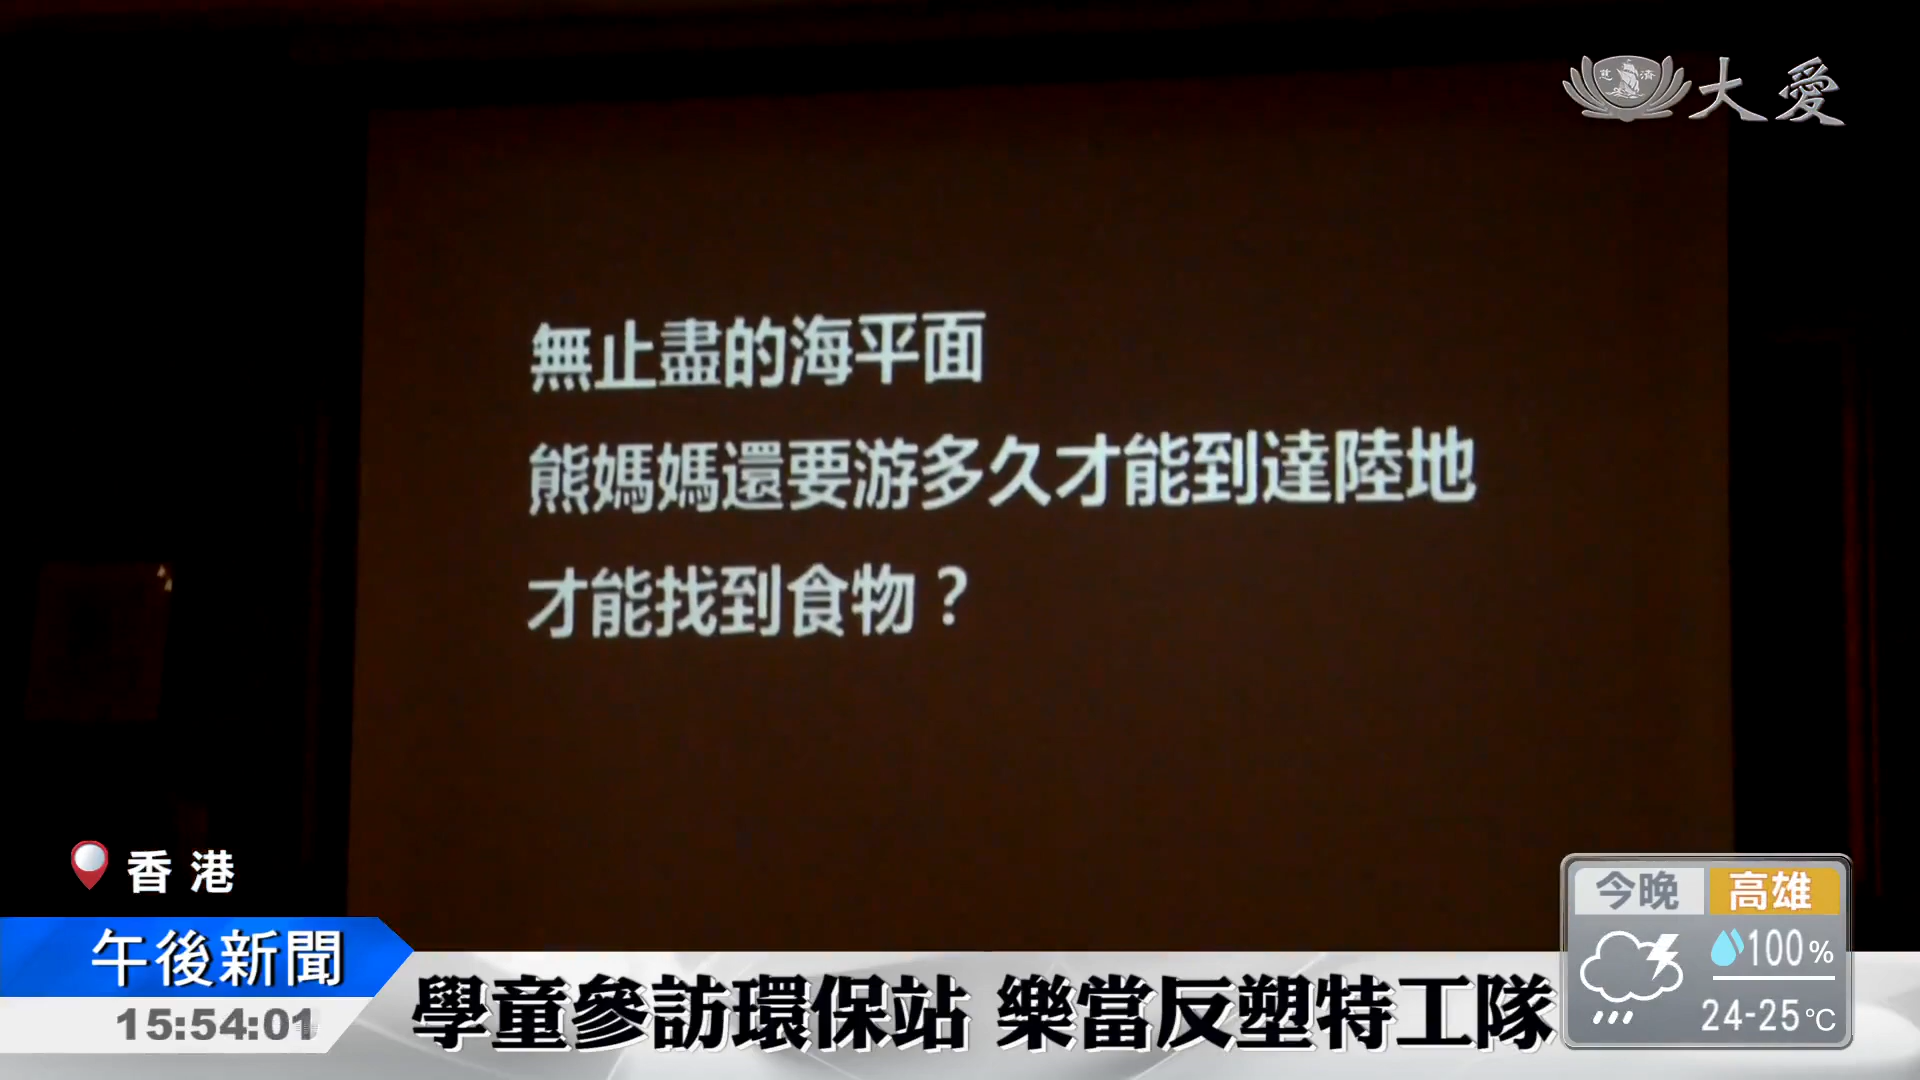 慈濟
大愛
無止盡的海平面
熊媽媽還要游多久才能到達陸地
才能找到食物？
香港
午後新聞
15:54:01
學童參訪環保站 樂當反塑特工隊
今晚 高雄
100%
24-25°C